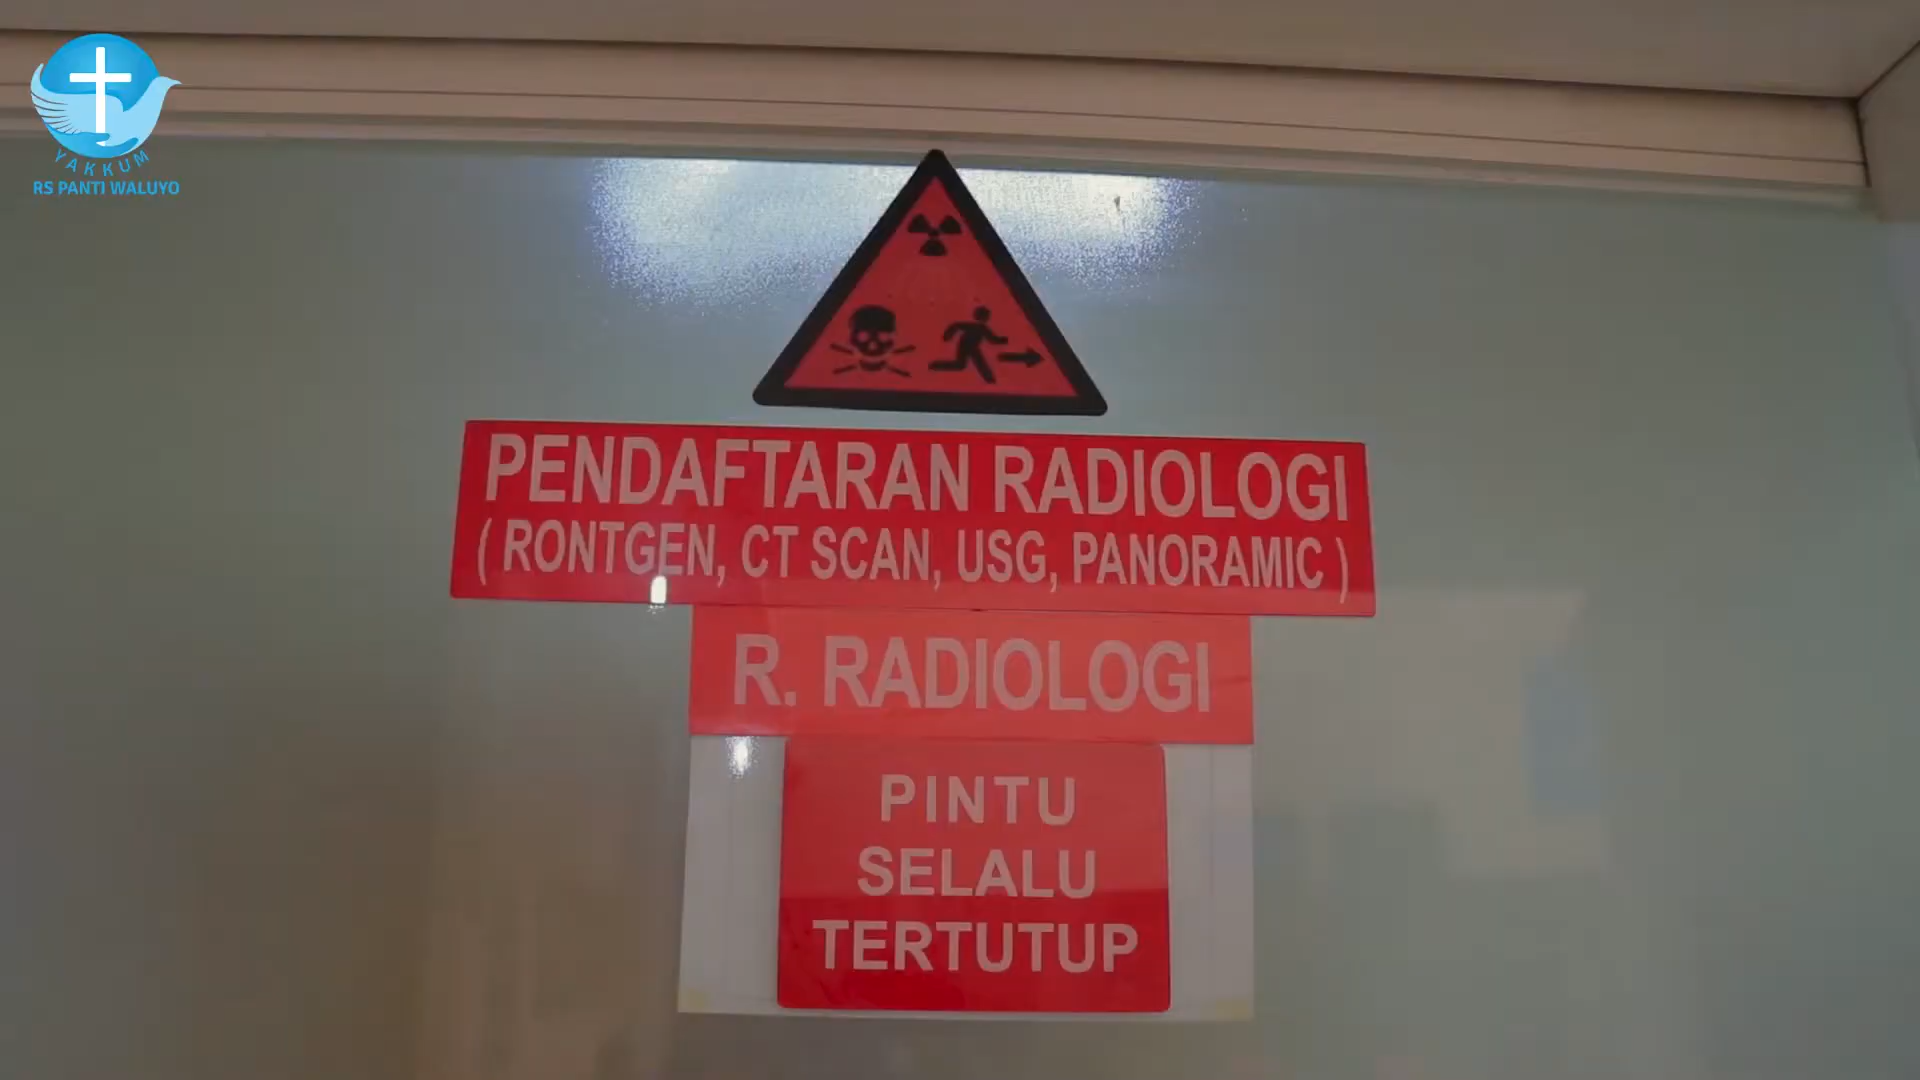 YAKKUM
RS PANTI WALUYO
PENDAFTARAN RADIOLOGI
( RONTGEN, CT SCAN, USG, PANORAMIC )
R. RADIOLOGI
PINTU
SELALU
TERTUTUP